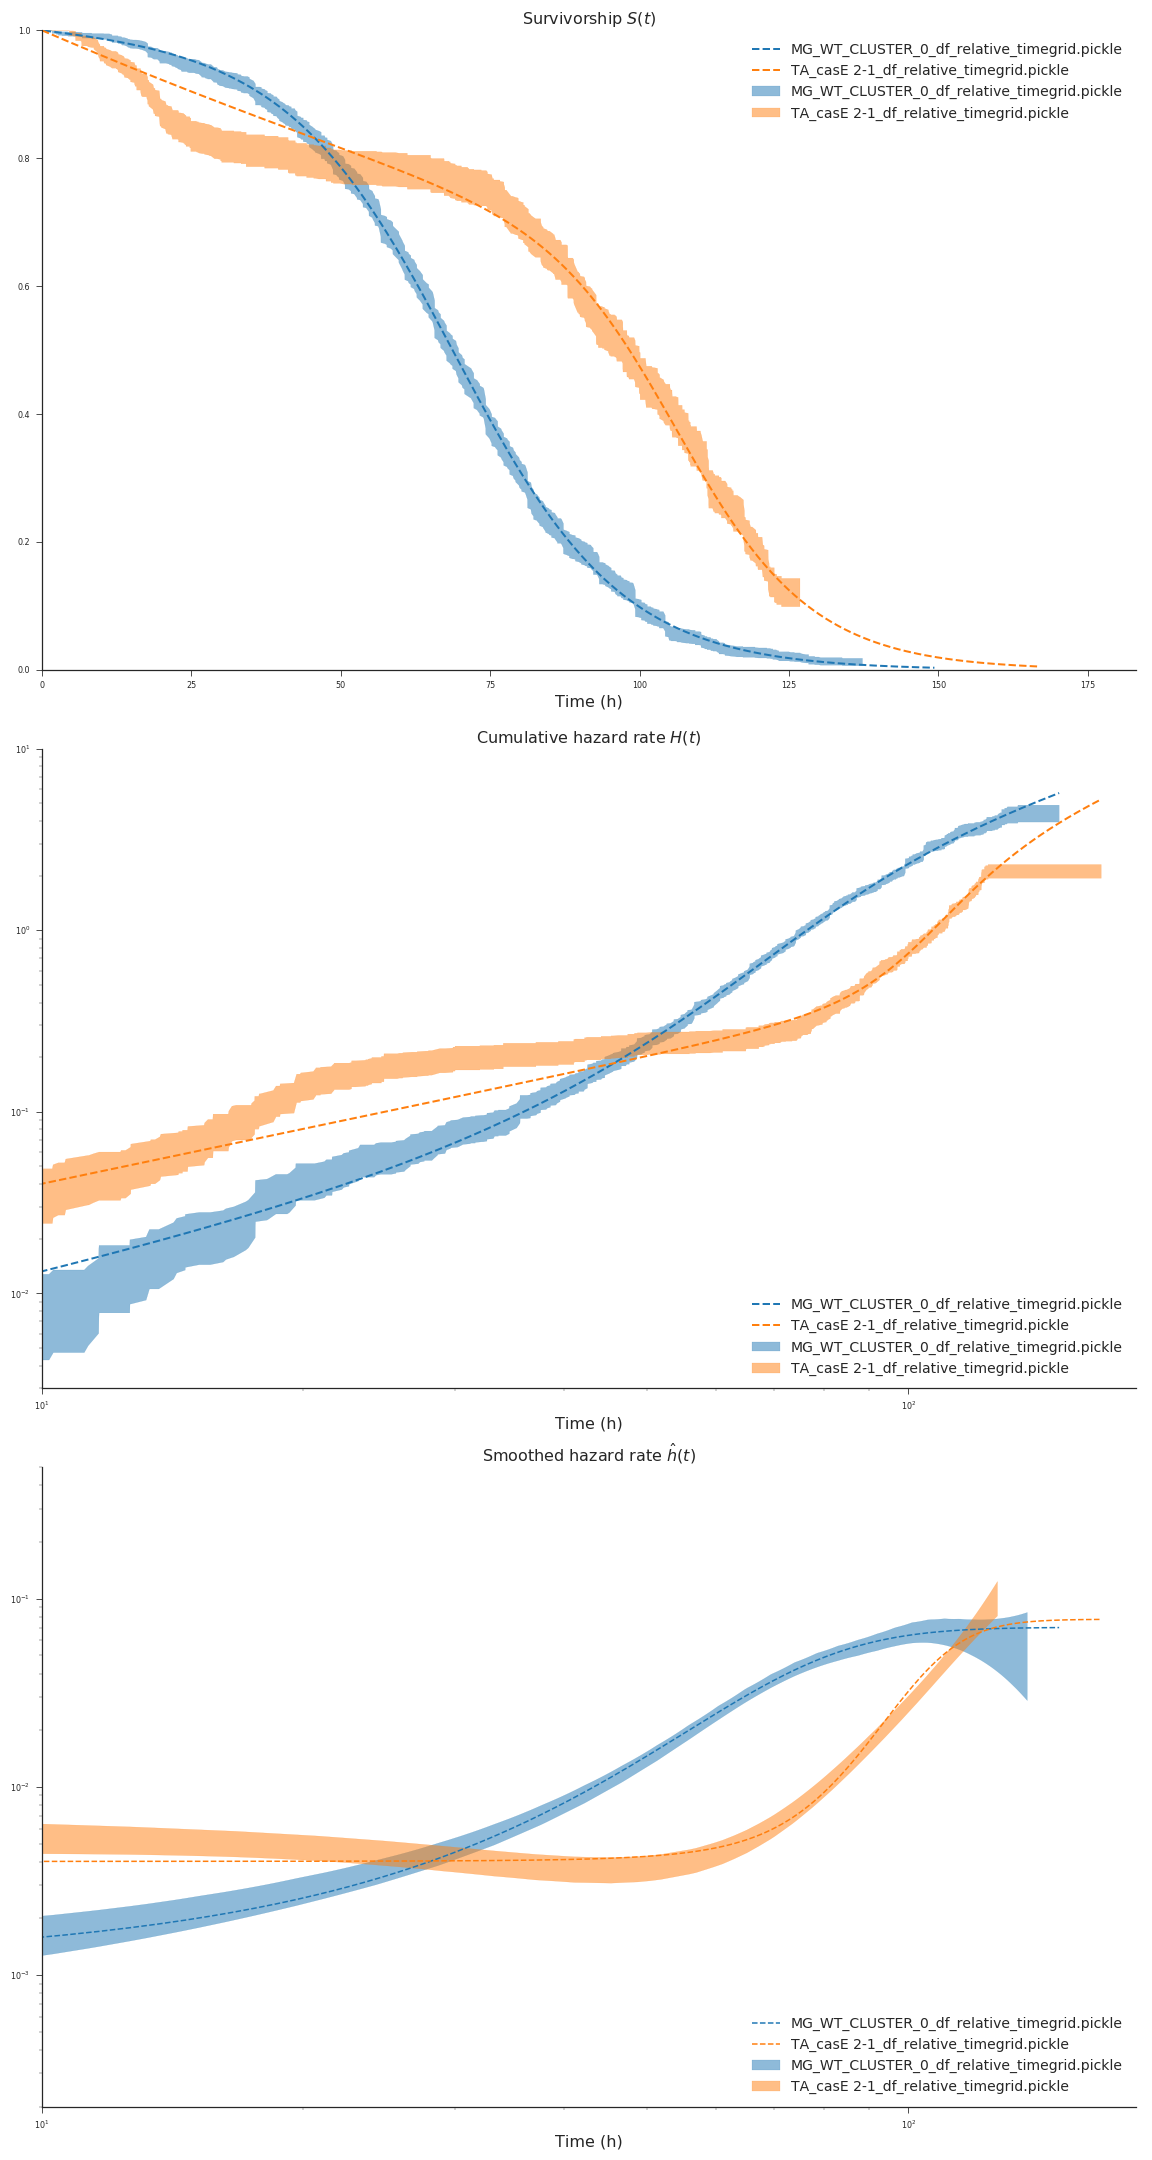 Survivorship S(t)
1.0
0.8
0.6
0.4
0.2
0.0
MG_WT_CLUSTER_0_df_relative_timegrid.pickle
TA_casE 2-1_df_relative_timegrid.pickle
MG_WT_CLUSTER_0_df_relative_timegrid.pickle
TA_casE 2-1_df_relative_timegrid.pickle
0 25 50 75 100 125 150 175
Time (h)
Cumulative hazard rate H(t)
10¹
10⁰
10⁻¹
10⁻²
MG_WT_CLUSTER_0_df_relative_timegrid.pickle
TA_casE 2-1_df_relative_timegrid.pickle
MG_WT_CLUSTER_0_df_relative_timegrid.pickle
TA_casE 2-1_df_relative_timegrid.pickle
10¹ 10²
Time (h)
Smoothed hazard rate ĥ(t)
10⁻¹
10⁻²
10⁻³
MG_WT_CLUSTER_0_df_relative_timegrid.pickle
TA_casE 2-1_df_relative_timegrid.pickle
MG_WT_CLUSTER_0_df_relative_timegrid.pickle
TA_casE 2-1_df_relative_timegrid.pickle
10¹ 10²
Time (h)